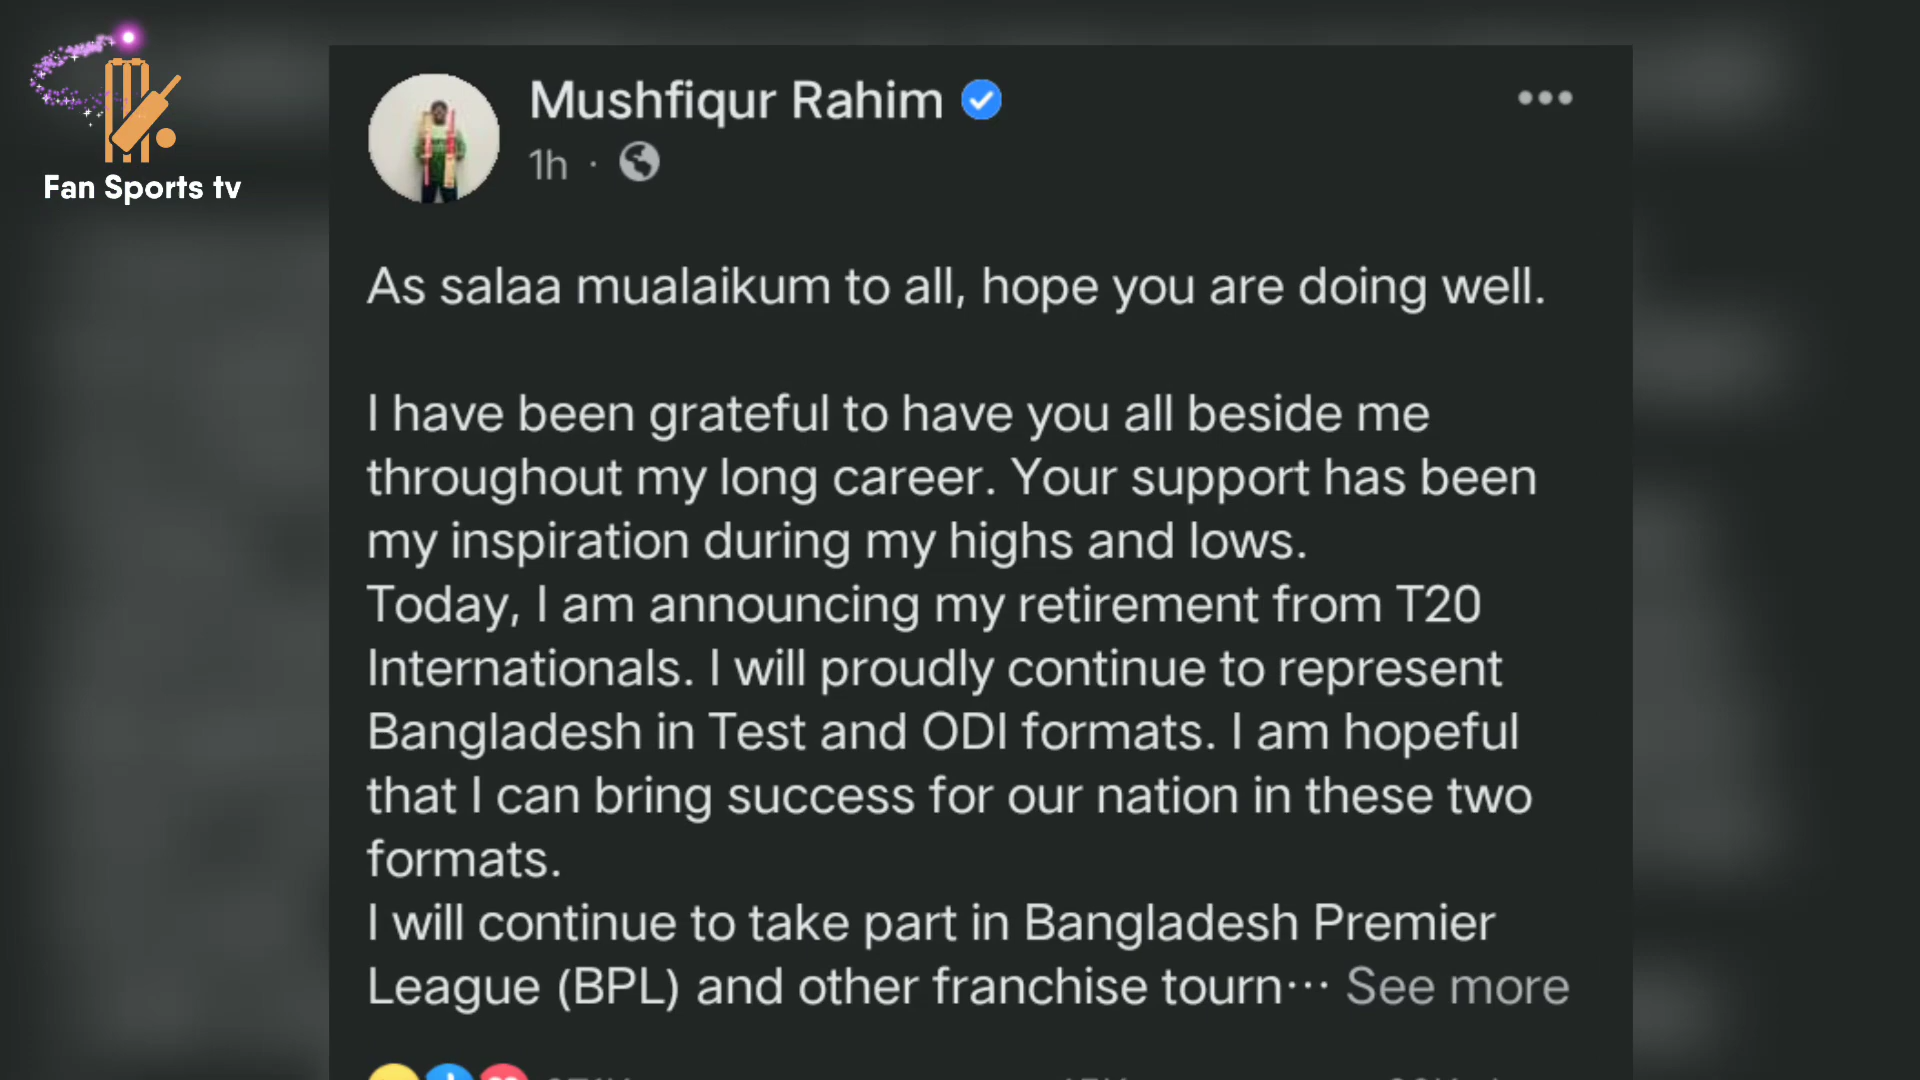 Fan Sports tv
Mushfiqur Rahim
1h ·
As salaa mualaikum to all, hope you are doing well.
I have been grateful to have you all beside me
throughout my long career. Your support has been
my inspiration during my highs and lows.
Today, I am announcing my retirement from T20
Internationals. I will proudly continue to represent
Bangladesh in Test and ODI formats. I am hopeful
that I can bring success for our nation in these two
formats.
I will continue to take part in Bangladesh Premier
League (BPL) and other franchise tourn··· See more